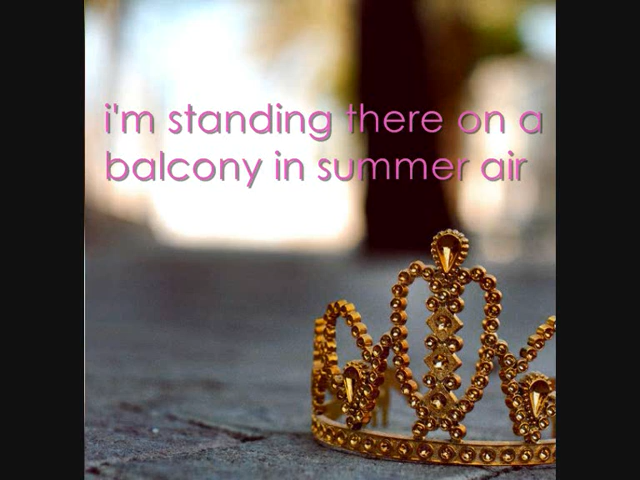 i'm standing there on a
balcony in summer air